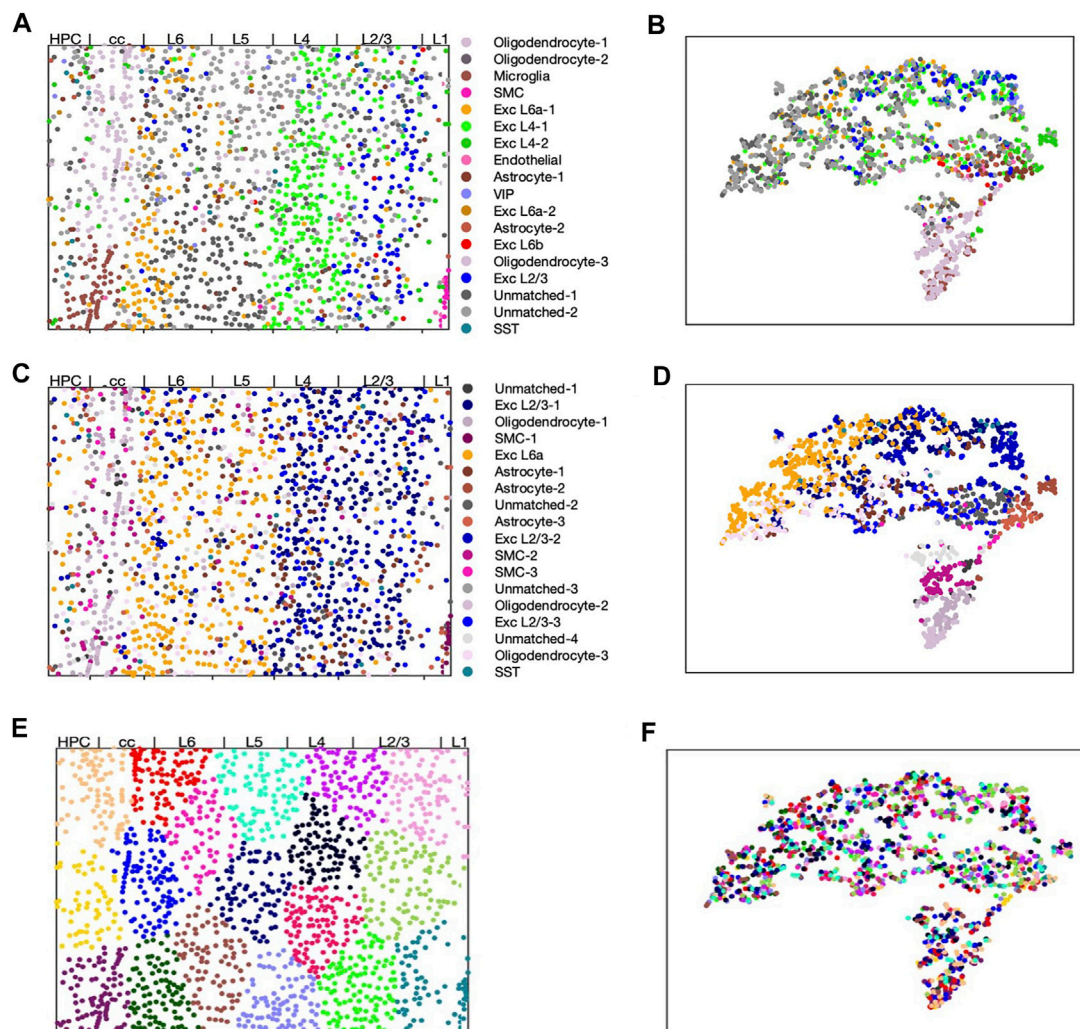 A
HPC cc L6 L5 L4 L2/3 L1
Oligodendrocyte-1
Oligodendrocyte-2
Microglia
SMC
Exc L6a-1
Exc L4-1
Exc L4-2
Endothelial
Astrocyte-1
VIP
Exc L6a-2
Astrocyte-2
Exc L6b
Oligodendrocyte-3
Exc L2/3
Unmatched-1
Unmatched-2
SST
B
C
HPC cc L6 L5 L4 L2/3 L1
Unmatched-1
Exc L2/3-1
Oligodendrocyte-1
SMC-1
Exc L6a
Astrocyte-1
Astrocyte-2
Unmatched-2
Astrocyte-3
Exc L2/3-2
SMC-2
SMC-3
Unmatched-3
Oligodendrocyte-2
Exc L2/3-3
Unmatched-4
Oligodendrocyte-3
SST
D
E
HPC cc L6 L5 L4 L2/3 L1
F